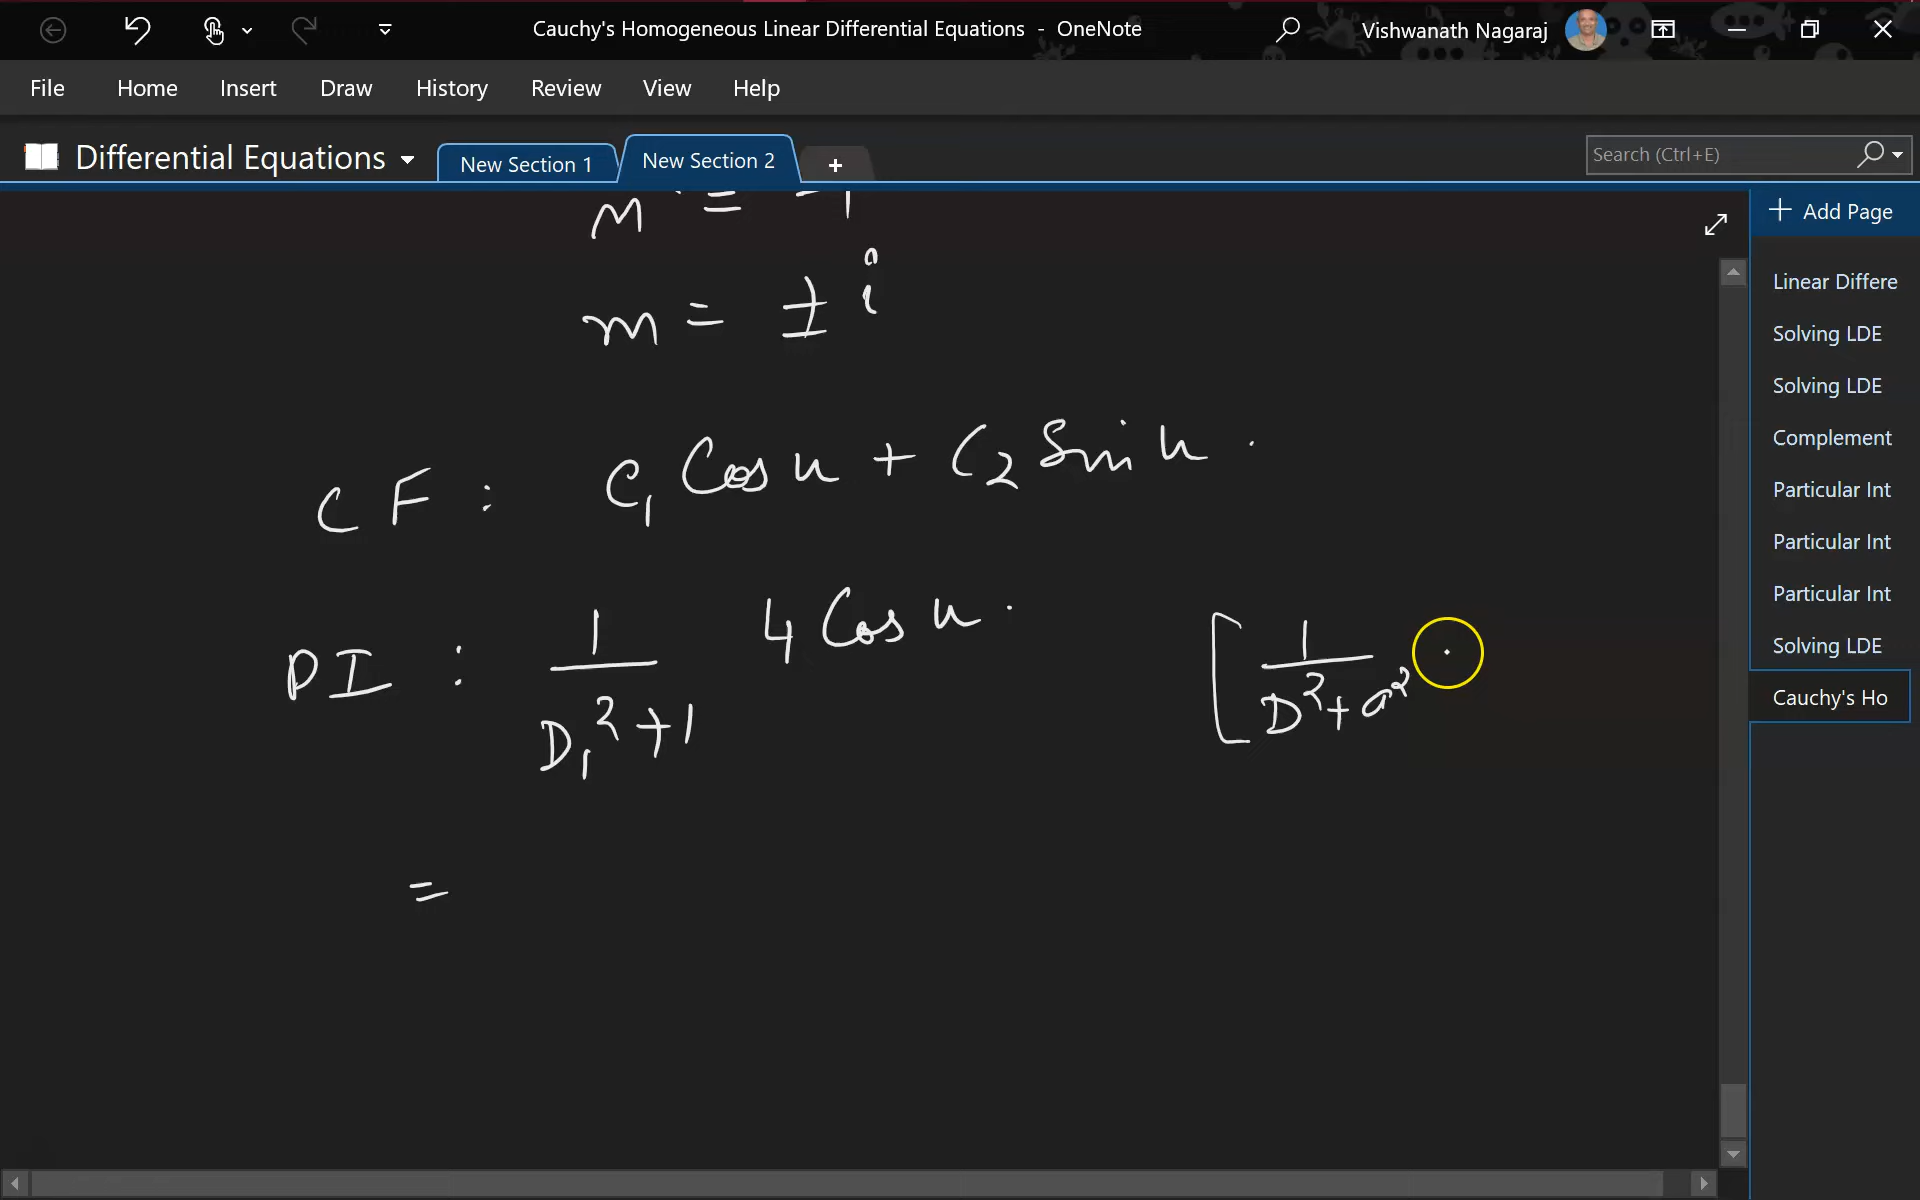 Cauchy's Homogeneous Linear Differential Equations - OneNote
Vishwanath Nagaraj
File Home Insert Draw History Review View Help
Differential Equations
New Section 1
New Section 2
+
Search (Ctrl+E)
+ Add Page
Linear Differe
Solving LDE
Solving LDE
Complement
Particular Int
Particular Int
Particular Int
Solving LDE
Cauchy's Ho
m = ± i
CF : C₁ Cos u + C₂ Sin u .
PI : 1/(D₁² + 1) 4 Cos u . [ 1/(D² + a²)
=